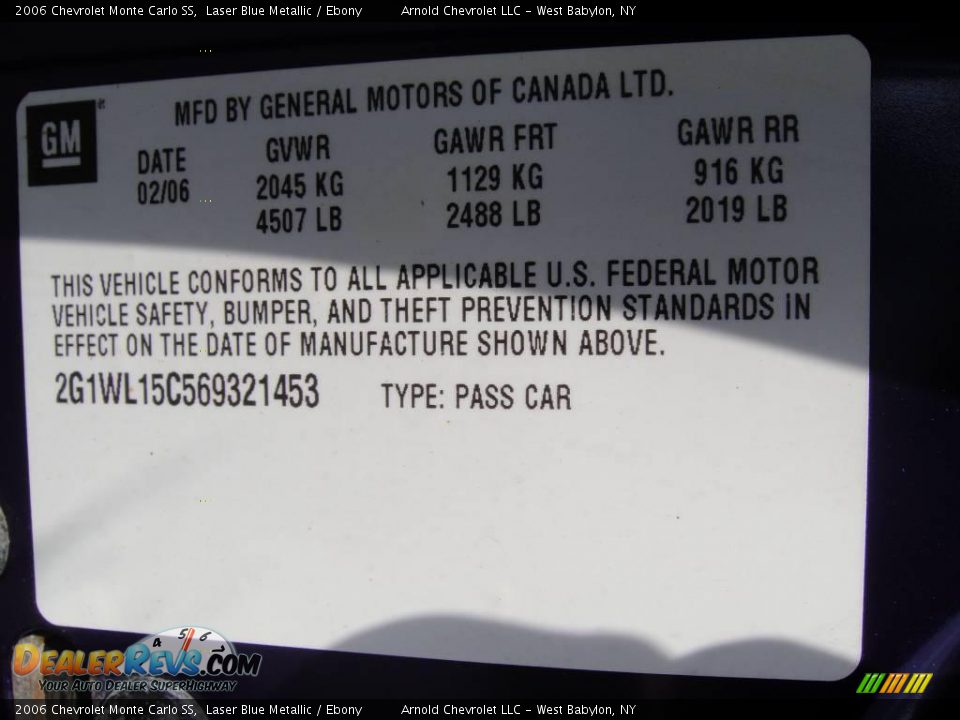 2006 Chevrolet Monte Carlo SS, Laser Blue Metallic / Ebony Arnold Chevrolet LLC - West Babylon, NY
GM
MFD BY GENERAL MOTORS OF CANADA LTD.
DATE GVWR GAWR FRT GAWR RR
02/06 2045 KG 1129 KG 916 KG
4507 LB 2488 LB 2019 LB
THIS VEHICLE CONFORMS TO ALL APPLICABLE U.S. FEDERAL MOTOR
VEHICLE SAFETY, BUMPER, AND THEFT PREVENTION STANDARDS IN
EFFECT ON THE DATE OF MANUFACTURE SHOWN ABOVE.
2G1WL15C569321453 TYPE: PASS CAR
4 5 6
DEALERREVS.COM
YOUR AUTO DEALER SUPERHIGHWAY
2006 Chevrolet Monte Carlo SS, Laser Blue Metallic / Ebony Arnold Chevrolet LLC - West Babylon, NY